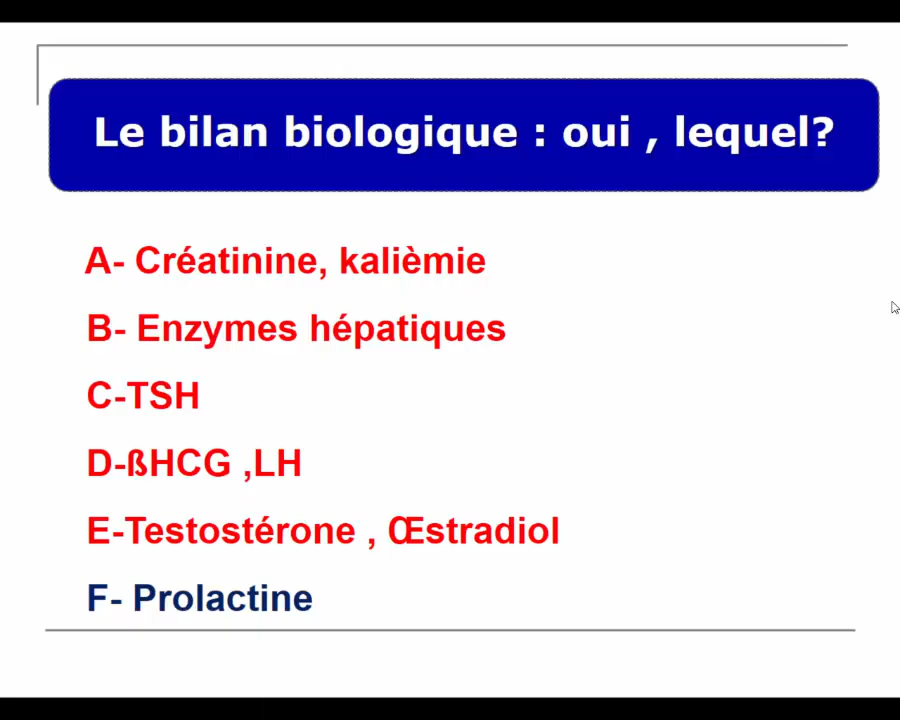 Le bilan biologique : oui , lequel?
A- Créatinine, kalièmie
B- Enzymes hépatiques
C-TSH
D-ßHCG ,LH
E-Testostérone , Œstradiol
F- Prolactine